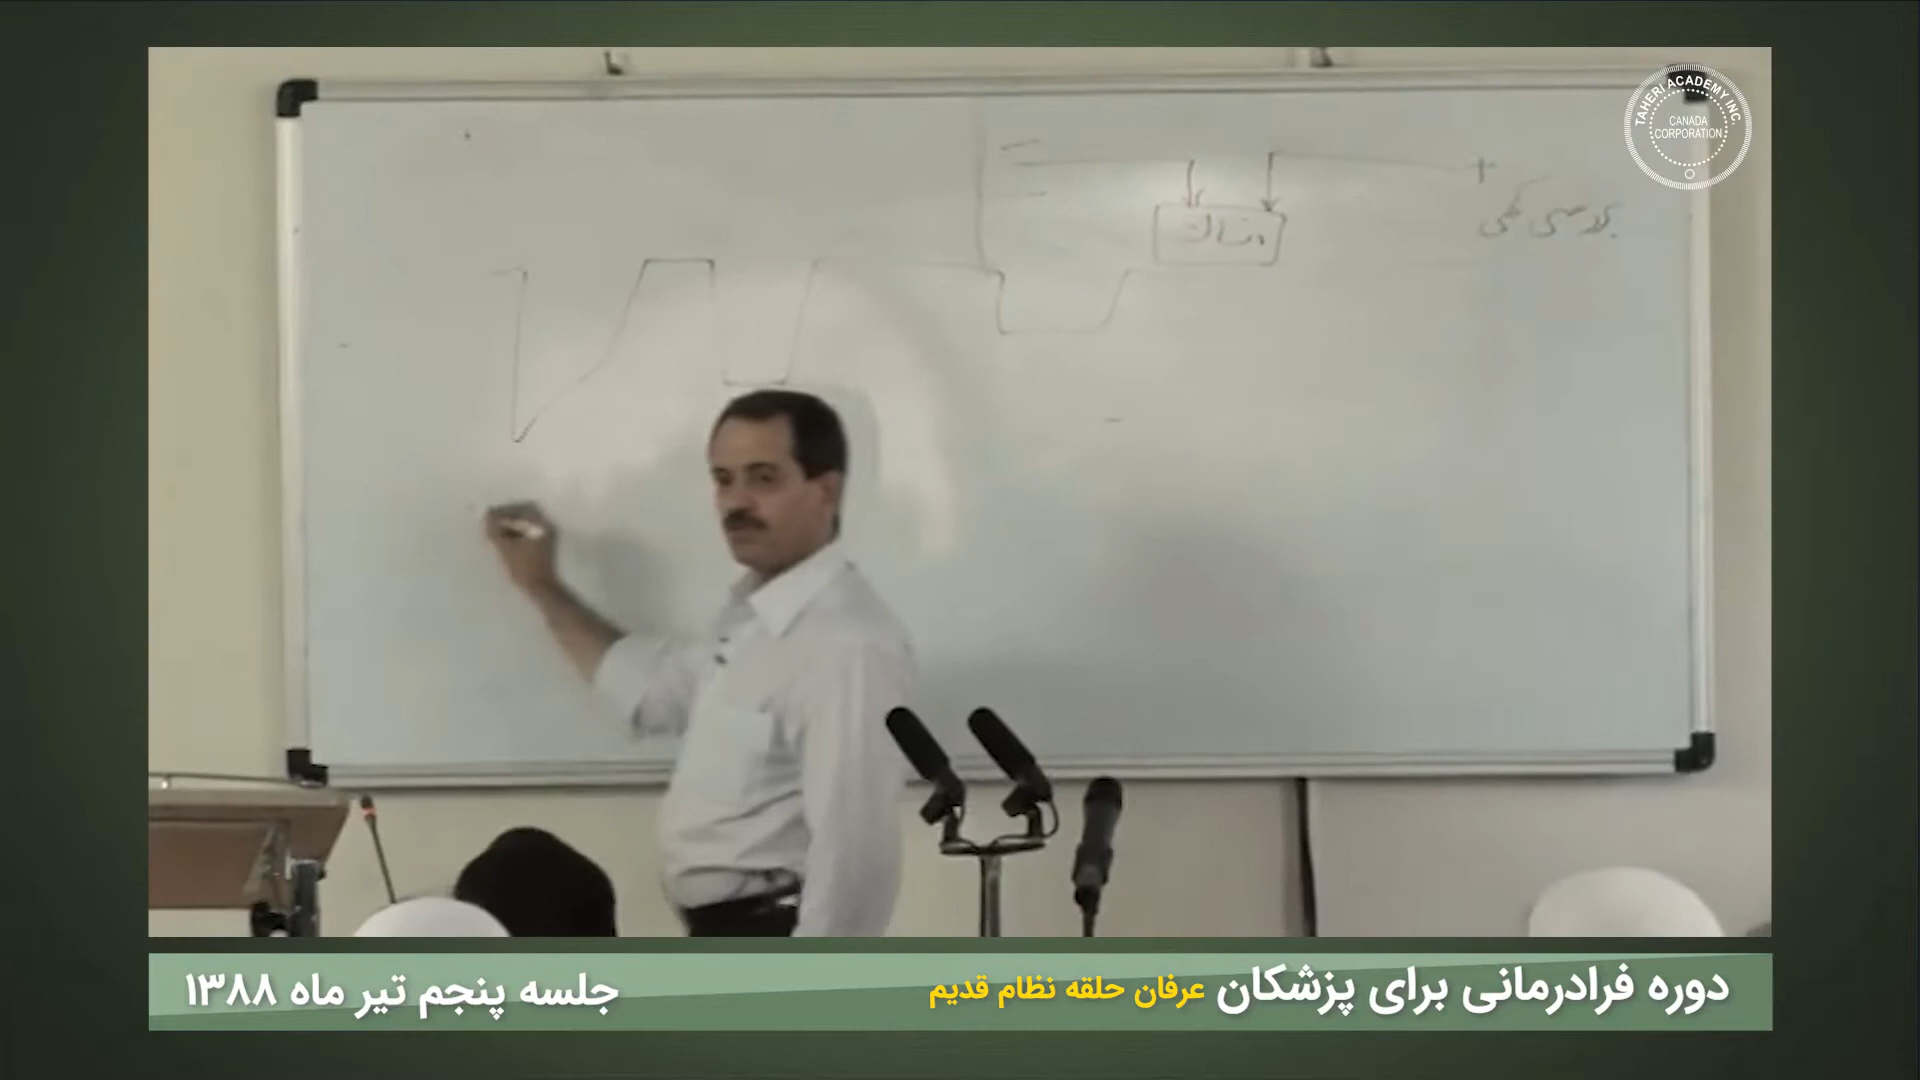 TAHERI ACADEMY INC.
CANADA
CORPORATION
دوره فرادرمانی برای پزشکان عرفان حلقه نظام قدیم
جلسه پنجم تیر ماه ۱۳۸۸